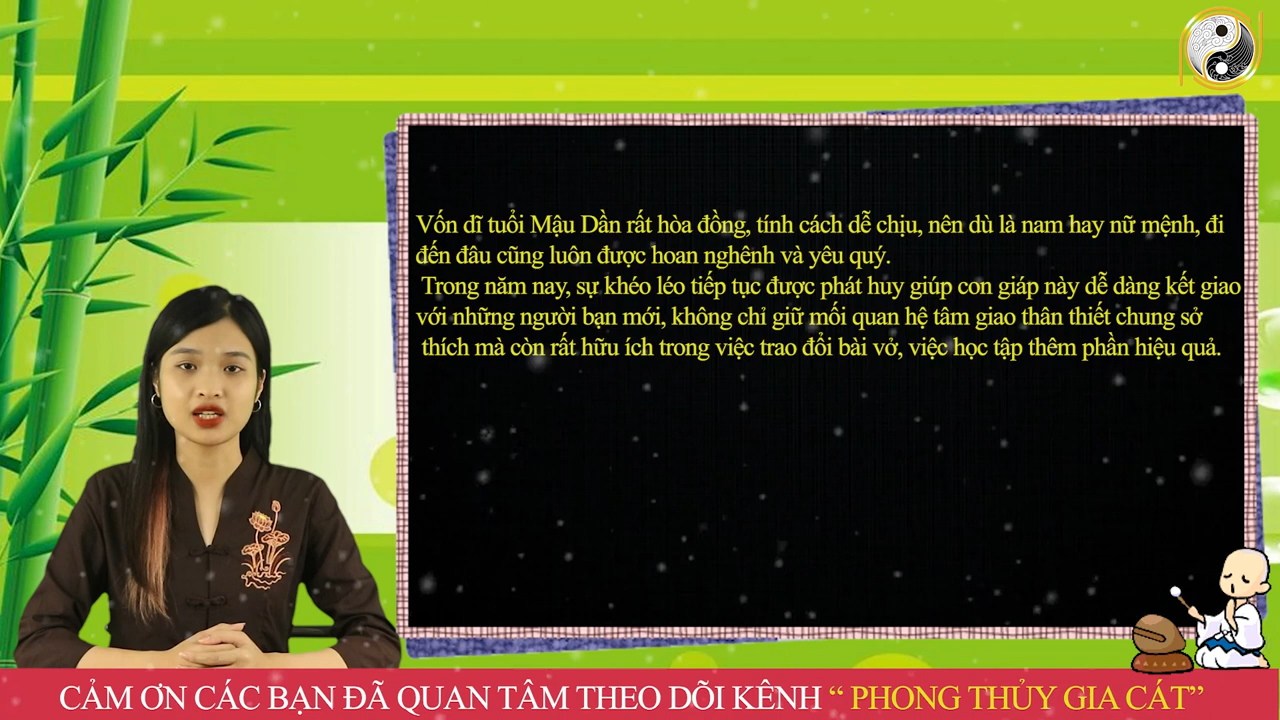 Vốn dĩ tuổi Mậu Dần rất hòa đồng, tính cách dễ chịu, nên dù là nam hay nữ mệnh, đi
đến đâu cũng luôn được hoan nghênh và yêu quý.
Trong năm nay, sự khéo léo tiếp tục được phát huy giúp con giáp này dễ dàng kết giao
với những người bạn mới, không chỉ giữ mối quan hệ tâm giao thân thiết chung sở
thích mà còn rất hữu ích trong việc trao đổi bài vở, việc học tập thêm phần hiệu quả.
CẢM ƠN CÁC BẠN ĐÃ QUAN TÂM THEO DÕI KÊNH “ PHONG THỦY GIA CÁT”